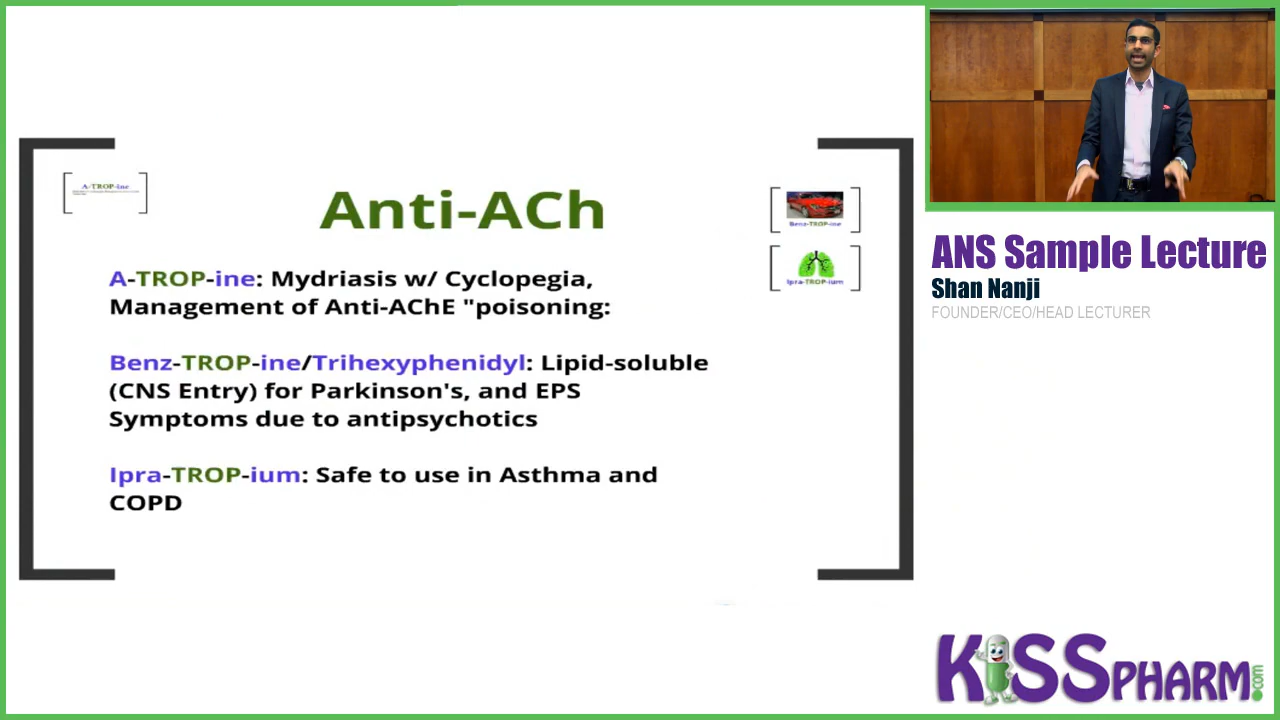 A-TROP-ine
Anti-ACh
Benz-TROP-ine
Ipra-TROP-ium
A-TROP-ine: Mydriasis w/ Cyclopegia,
Management of Anti-AChE "poisoning:
Benz-TROP-ine/Trihexyphenidyl: Lipid-soluble
(CNS Entry) for Parkinson's, and EPS
Symptoms due to antipsychotics
Ipra-TROP-ium: Safe to use in Asthma and
COPD
ANS Sample Lecture
Shan Nanji
FOUNDER/CEO/HEAD LECTURER
KISSPHARM.com